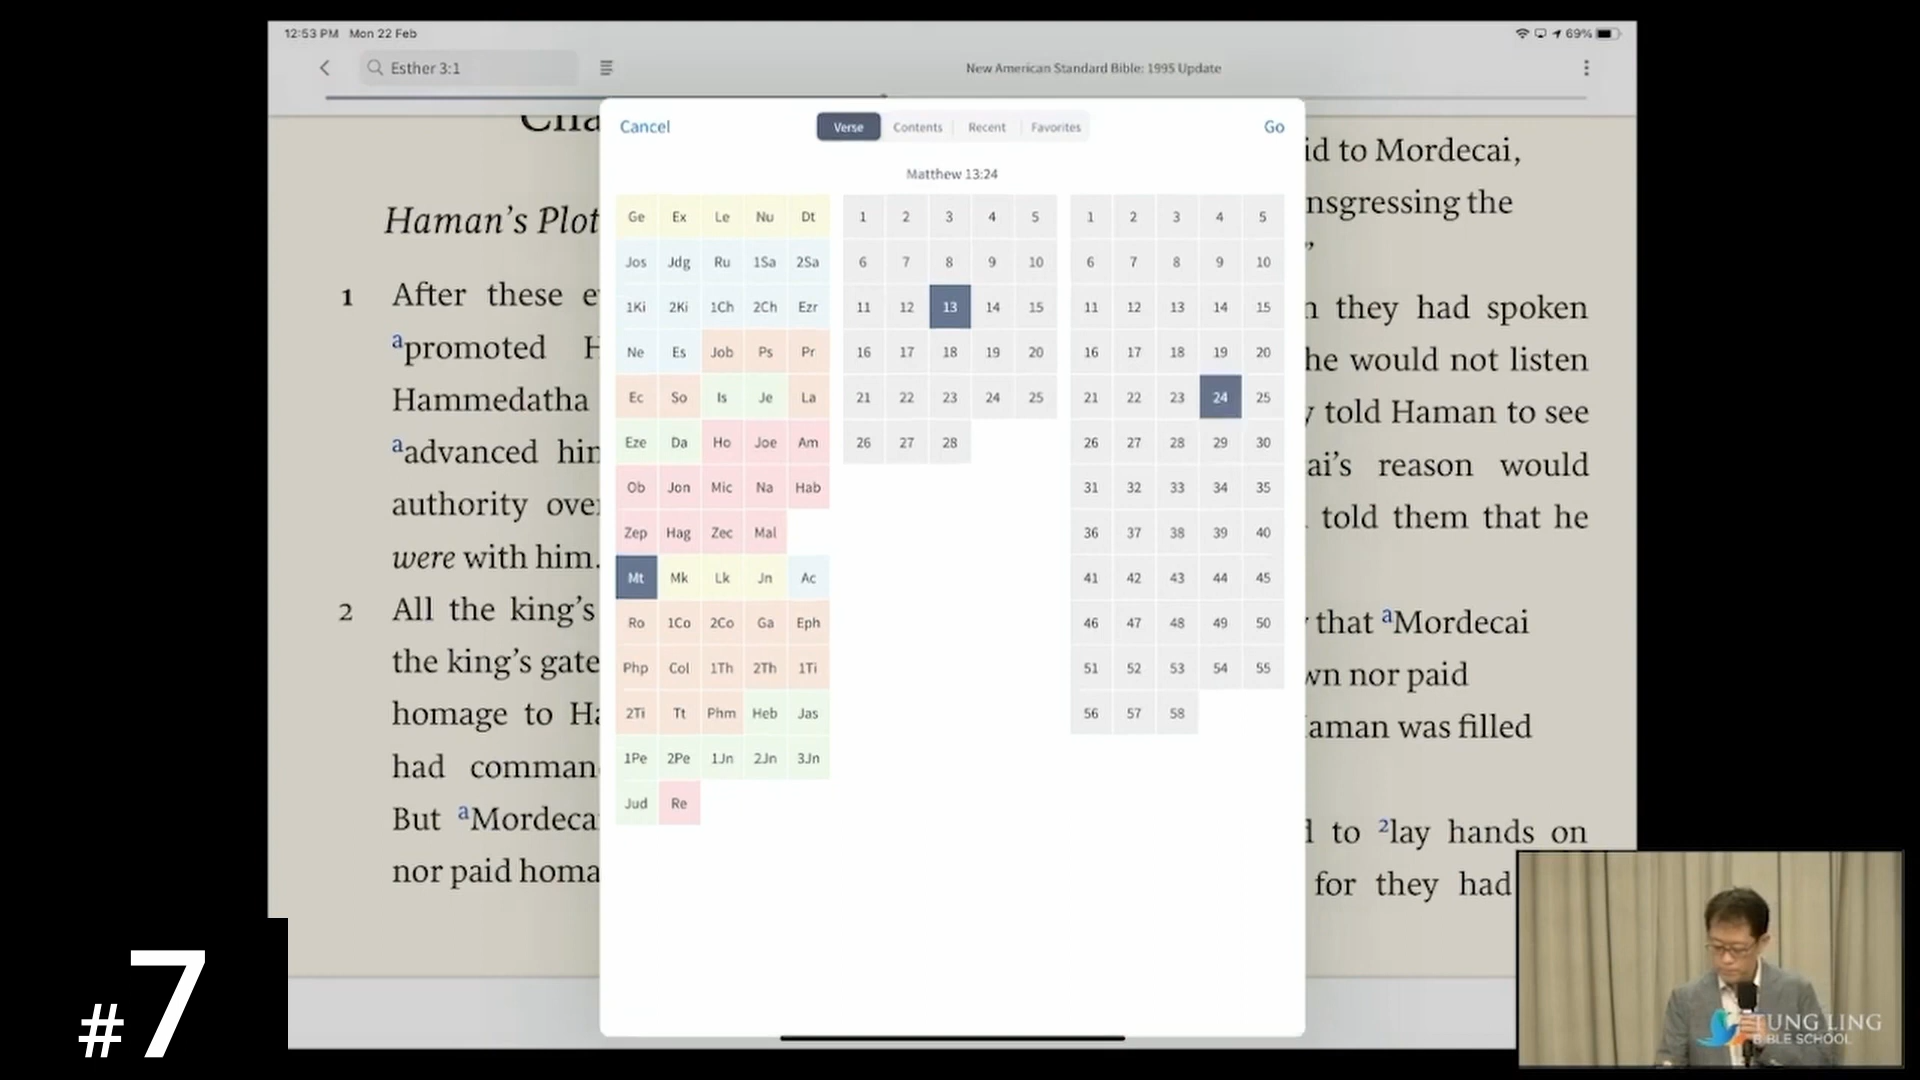 12:53 PM Mon 22 Feb
69%
Esther 3:1
New American Standard Bible: 1995 Update
Cancel
Verse
Contents
Recent
Favorites
Go
Matthew 13:24
Ge Ex Le Nu Dt
Jos Jdg Ru 1Sa 2Sa
1Ki 2Ki 1Ch 2Ch Ezr
Ne Es Job Ps Pr
Ec So Is Je La
Eze Da Ho Joe Am
Ob Jon Mic Na Hab
Zep Hag Zec Mal
Mt Mk Lk Jn Ac
Ro 1Co 2Co Ga Eph
Php Col 1Th 2Th 1Ti
2Ti Tt Phm Heb Jas
1Pe 2Pe 1Jn 2Jn 3Jn
Jud Re
1 2 3 4 5
6 7 8 9 10
11 12 13 14 15
16 17 18 19 20
21 22 23 24 25
26 27 28
1 2 3 4 5
6 7 8 9 10
11 12 13 14 15
16 17 18 19 20
21 22 23 24 25
26 27 28 29 30
31 32 33 34 35
36 37 38 39 40
41 42 43 44 45
46 47 48 49 50
51 52 53 54 55
56 57 58
Haman's Plot
1 After these
apromoted
Hammedatha
aadvanced
authority
were with him.
2 All the king's
the king's gate
homage to
had
But
nor paid
to Mordecai,
the
they had spoken
he would not listen
told Haman to see
reason would
told them that he
that aMordecai
nor paid
was filled
to 2lay hands on
for they had
#7
TUNG LING
BIBLE SCHOOL